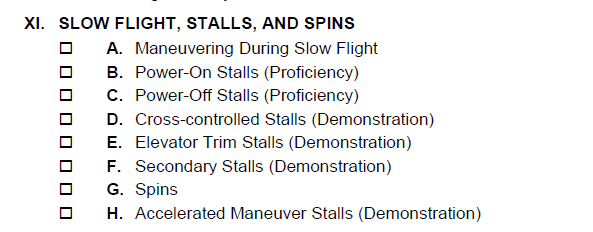 XI. SLOW FLIGHT, STALLS, AND SPINS
A. Maneuvering During Slow Flight
B. Power-On Stalls (Proficiency)
C. Power-Off Stalls (Proficiency)
D. Cross-controlled Stalls (Demonstration)
E. Elevator Trim Stalls (Demonstration)
F. Secondary Stalls (Demonstration)
G. Spins
H. Accelerated Maneuver Stalls (Demonstration)